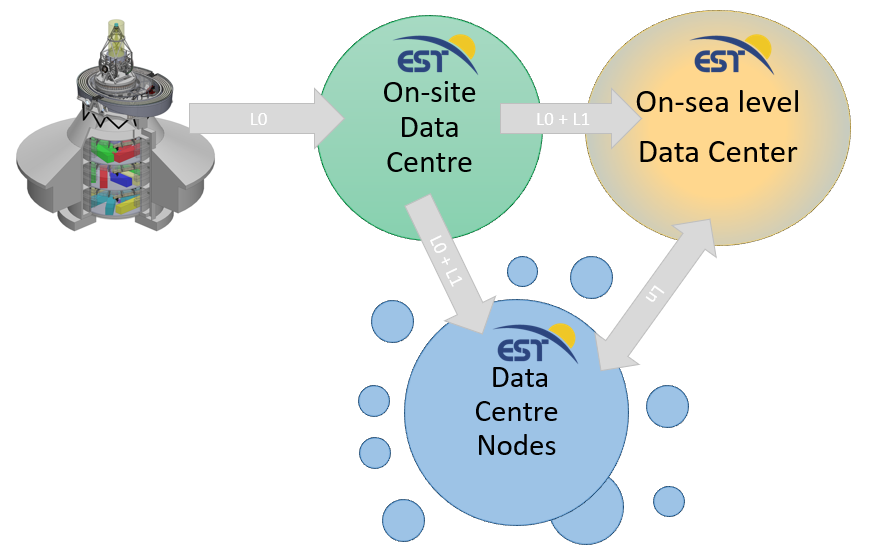 EST
On-site
Data
Centre
EST
On-sea level
Data Center
L0
L0 + L1
L0 + L1
Ln
EST
Data
Centre
Nodes